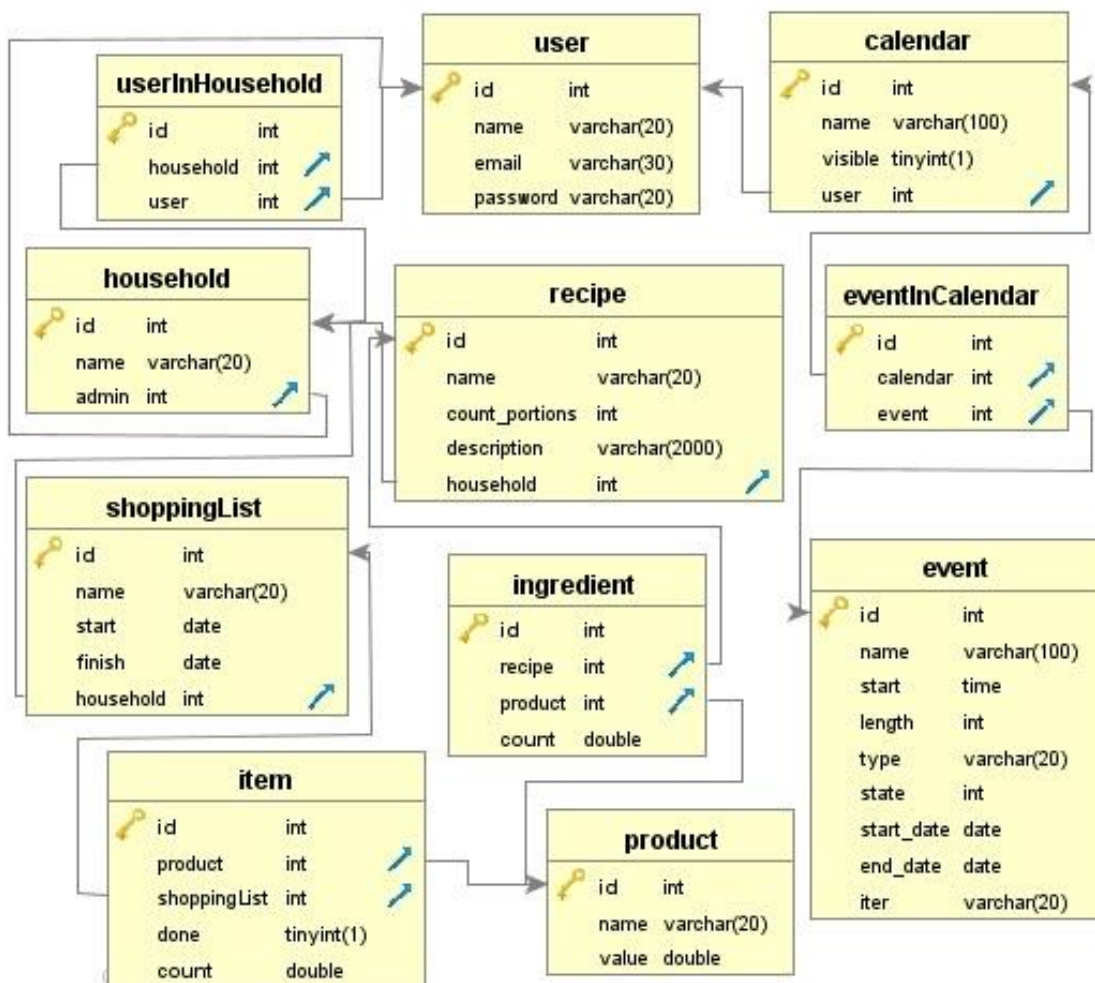 userInHousehold
id int
household int
user int
user
id int
name varchar(20)
email varchar(30)
password varchar(20)
calendar
id int
name varchar(100)
visible tinyint(1)
user int
household
id int
name varchar(20)
admin int
recipe
id int
name varchar(20)
count_portions int
description varchar(2000)
household int
eventInCalendar
id int
calendar int
event int
shoppingList
id int
name varchar(20)
start date
finish date
household int
ingredient
id int
recipe int
product int
count double
event
id int
name varchar(100)
start time
length int
type varchar(20)
state int
start_date date
end_date date
iter varchar(20)
item
id int
product int
shoppingList int
done tinyint(1)
count double
product
id int
name varchar(20)
value double